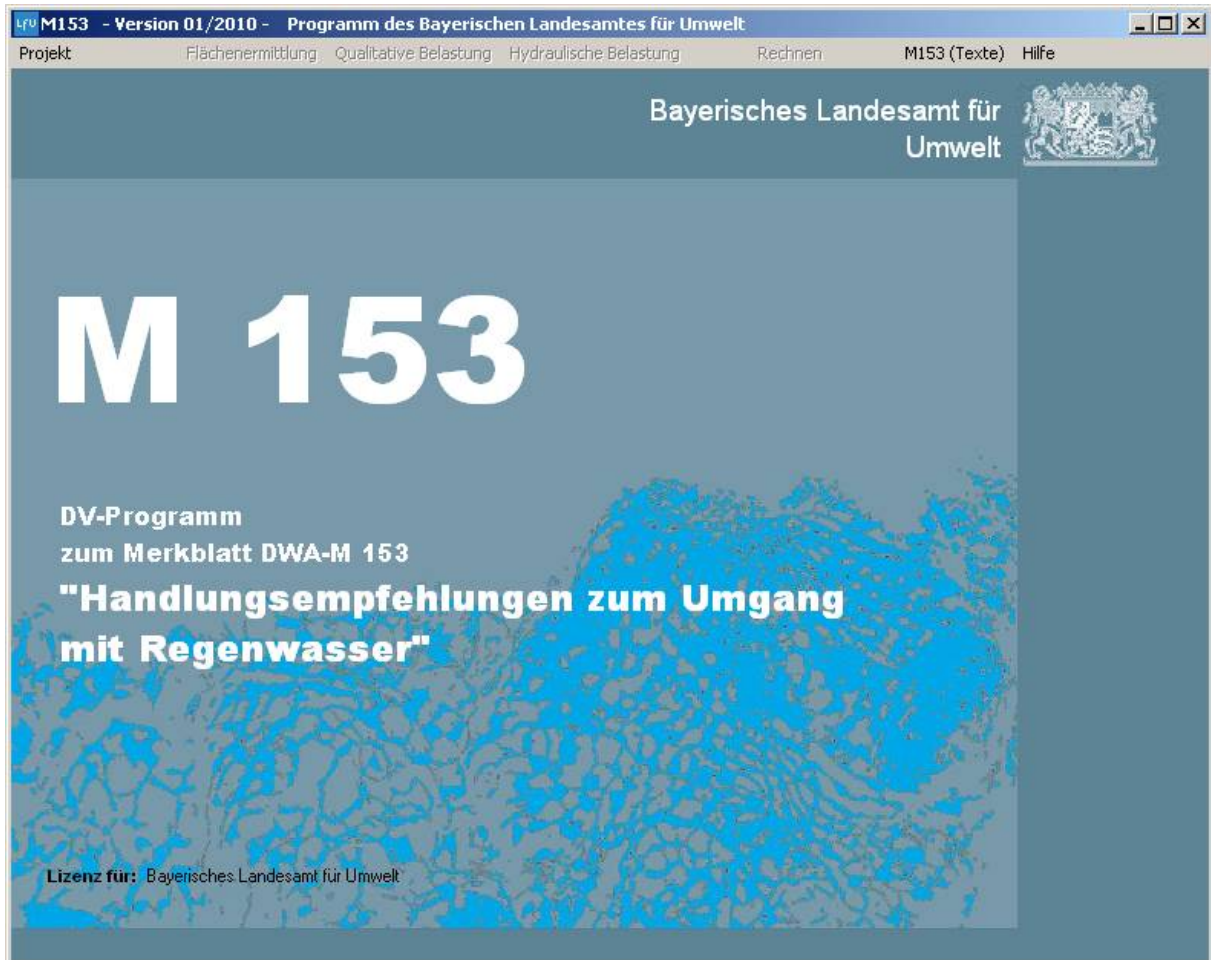 LfU M153 - Version 01/2010 - Programm des Bayerischen Landesamtes für Umwelt
Projekt Flächenermittlung Qualitative Belastung Hydraulische Belastung Rechnen M153 (Texte) Hilfe
Bayerisches Landesamt für
Umwelt
M 153
DV-Programm
zum Merkblatt DWA-M 153
"Handlungsempfehlungen zum Umgang
mit Regenwasser"
Lizenz für: Bayerisches Landesamt für Umwelt